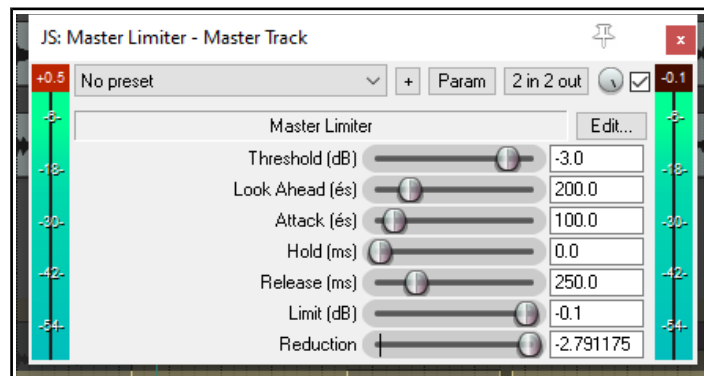 JS: Master Limiter - Master Track x
+0.5 No preset + Param 2 in 2 out -0.1
Master Limiter Edit...
Threshold (dB) -3.0
Look Ahead (és) 200.0
Attack (és) 100.0
Hold (ms) 0.0
Release (ms) 250.0
Limit (dB) -0.1
Reduction -2.791175
-6-
-18-
-30-
-42-
-54-
-6-
-18-
-30-
-42-
-54-